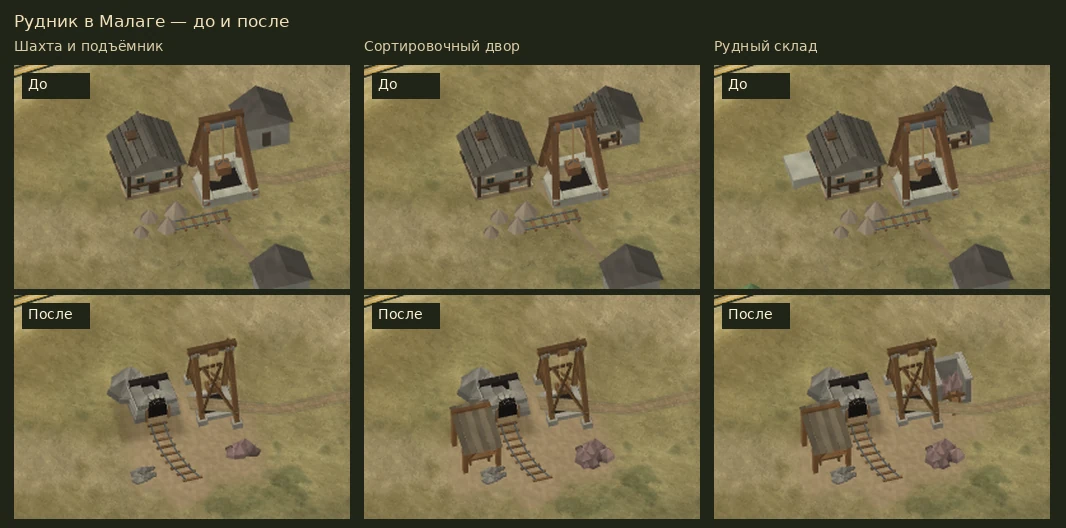 Рудник в Малаге — до и после
Шахта и подъёмник
Сортировочный двор
Рудный склад
До
До
До
После
После
После